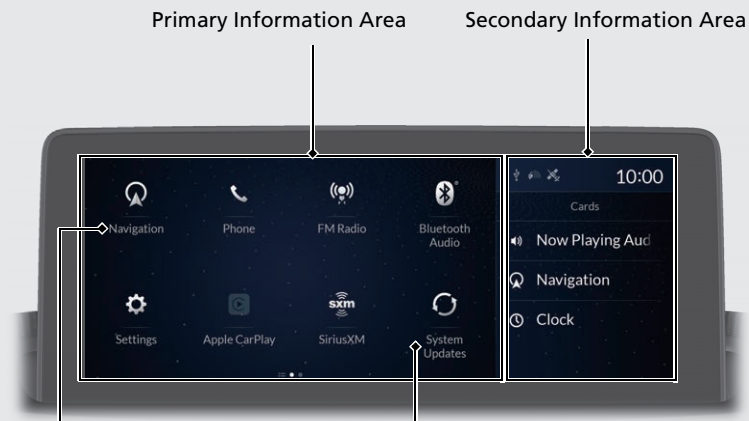 Primary Information Area
Secondary Information Area
10:00
Cards
Navigation
Phone
FM Radio
Bluetooth
Audio
Now Playing Aud
Navigation
Clock
sxm
Settings
Apple CarPlay
SiriusXM
System
Updates